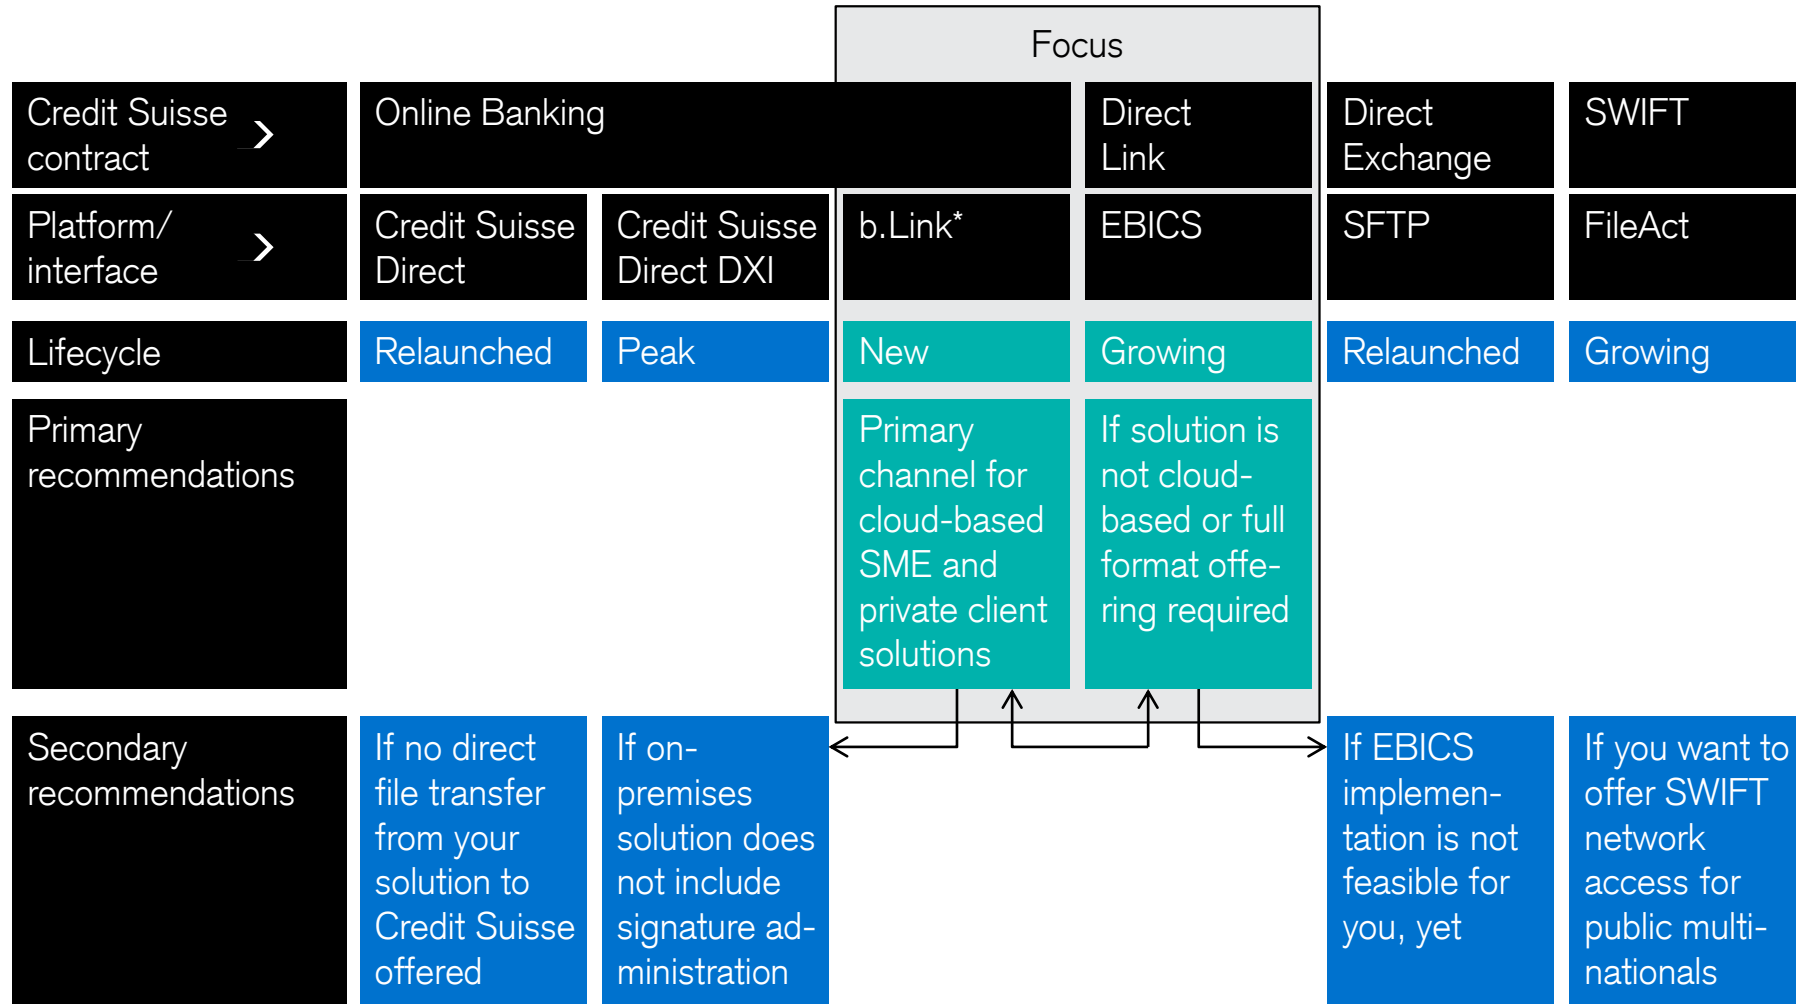 Focus
Credit Suisse
contract
Online Banking
Direct
Link
Direct
Exchange
SWIFT
Platform/
interface
Credit Suisse
Direct
Credit Suisse
Direct DXI
b.Link*
EBICS
SFTP
FileAct
Lifecycle
Relaunched
Peak
New
Growing
Relaunched
Growing
Primary
recommendations
Primary
channel for
cloud-based
SME and
private client
solutions
If solution is
not cloud-
based or full
format offe-
ring required
Secondary
recommendations
If no direct
file transfer
from your
solution to
Credit Suisse
offered
If on-
premises
solution does
not include
signature ad-
ministration
If EBICS
implemen-
tation is not
feasible for
you, yet
If you want to
offer SWIFT
network
access for
public multi-
nationals